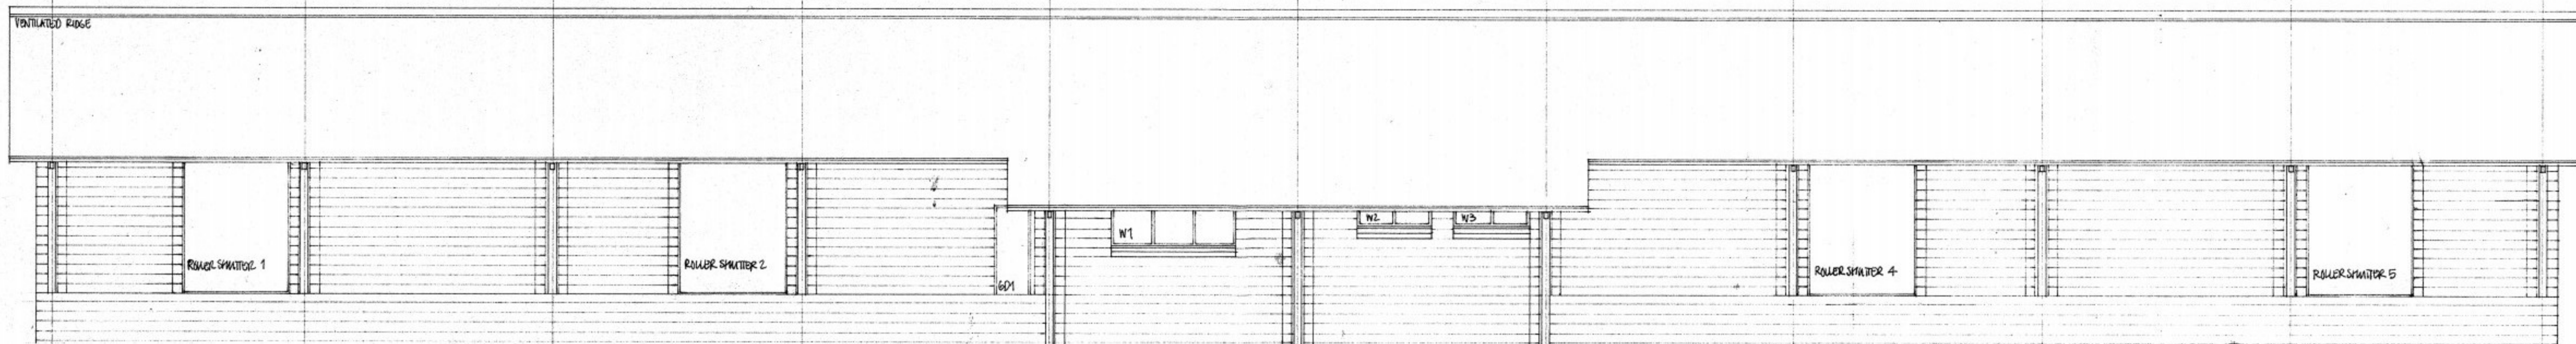 VENTILATED RIDGE
ROLLER SHUTTER 1
ROLLER SHUTTER 2
GD1
W1
W2
W3
ROLLER SHUTTER 4
ROLLER SHUTTER 5